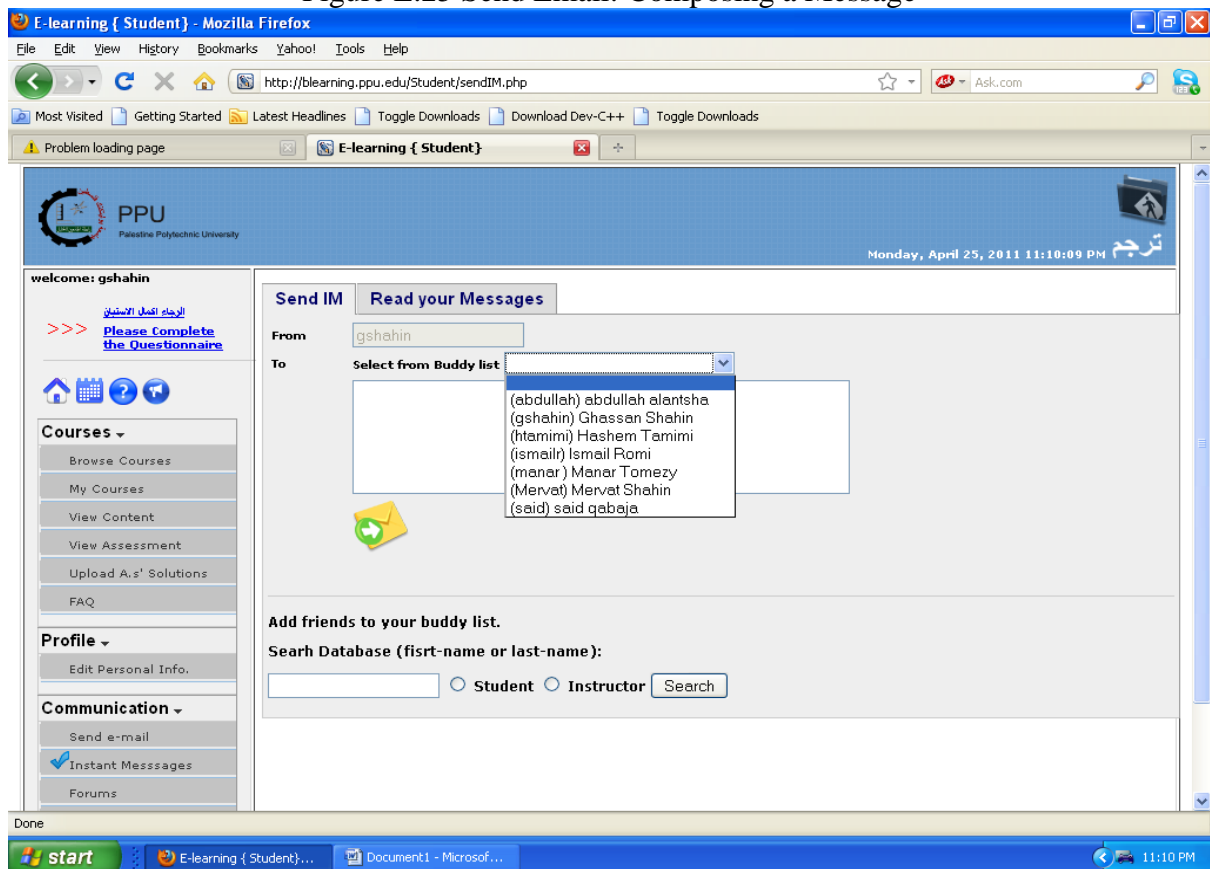 Figure E.25 Send Email: Composing a Message
E-learning { Student} - Mozilla Firefox
File Edit View History Bookmarks Yahoo! Tools Help
http://blearning.ppu.edu/Student/sendIM.php
Ask.com
Most Visited Getting Started Latest Headlines Toggle Downloads Download Dev-C++ Toggle Downloads
Problem loading page
E-learning { Student}
PPU
Palestine Polytechnic University
Monday, April 25, 2011 11:10:09 PM ترجم
welcome: gshahin
الرجاء اكمال الاستبيان
>>> Please Complete
the Questionnaire
Courses
Browse Courses
My Courses
View Content
View Assessment
Upload A.s' Solutions
FAQ
Profile
Edit Personal Info.
Communication
Send e-mail
Instant Messsages
Forums
Send IM Read your Messages
From gshahin
To Select from Buddy list
(abdullah) abdullah alantsha
(gshahin) Ghassan Shahin
(htamimi) Hashem Tamimi
(ismailr) Ismail Romi
(manar ) Manar Tomezy
(Mervat) Mervat Shahin
(said) said qabaja
Add friends to your buddy list.
Searh Database (fisrt-name or last-name):
Student Instructor Search
Done
start E-learning { Student}... Document1 - Microsof... 11:10 PM